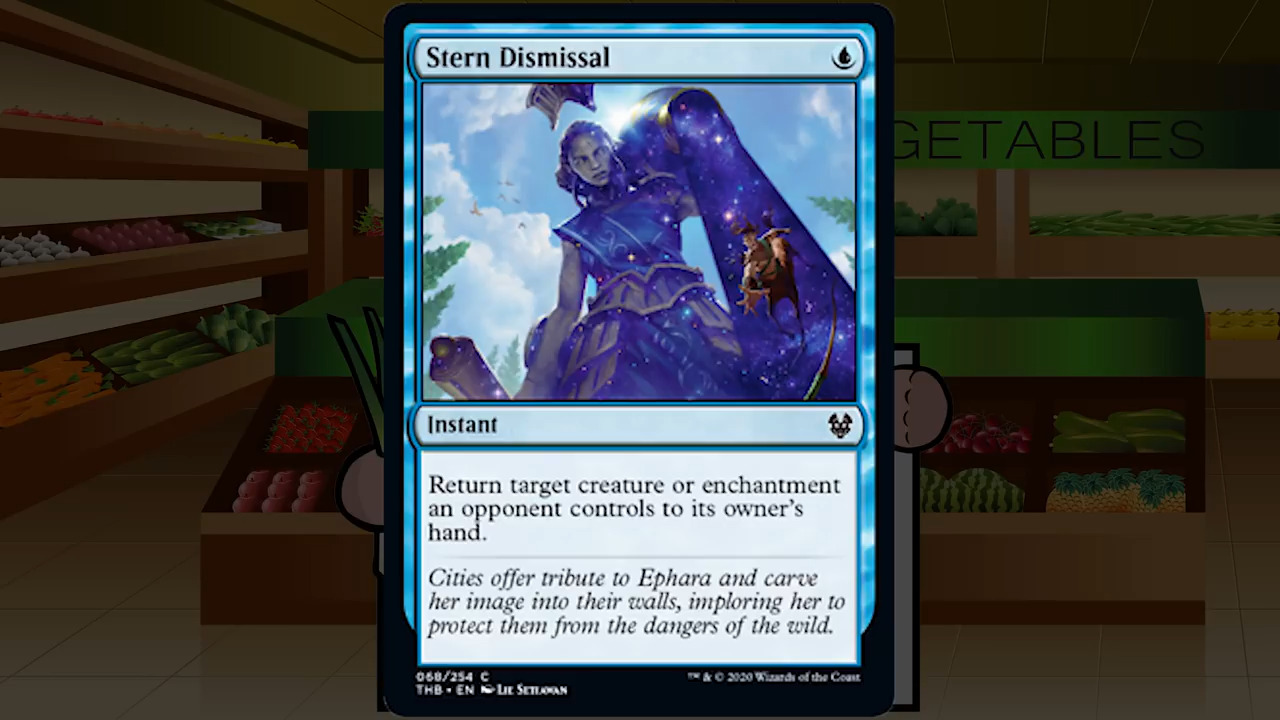 Stern Dismissal
GETABLES
Instant
Return target creature or enchantment
an opponent controls to its owner's
hand.
Cities offer tribute to Ephara and carve
her image into their walls, imploring her to
protect them from the dangers of the wild.
068/254 C
™ & © 2020 Wizards of the Coast
THB • EN Lie Setiawan